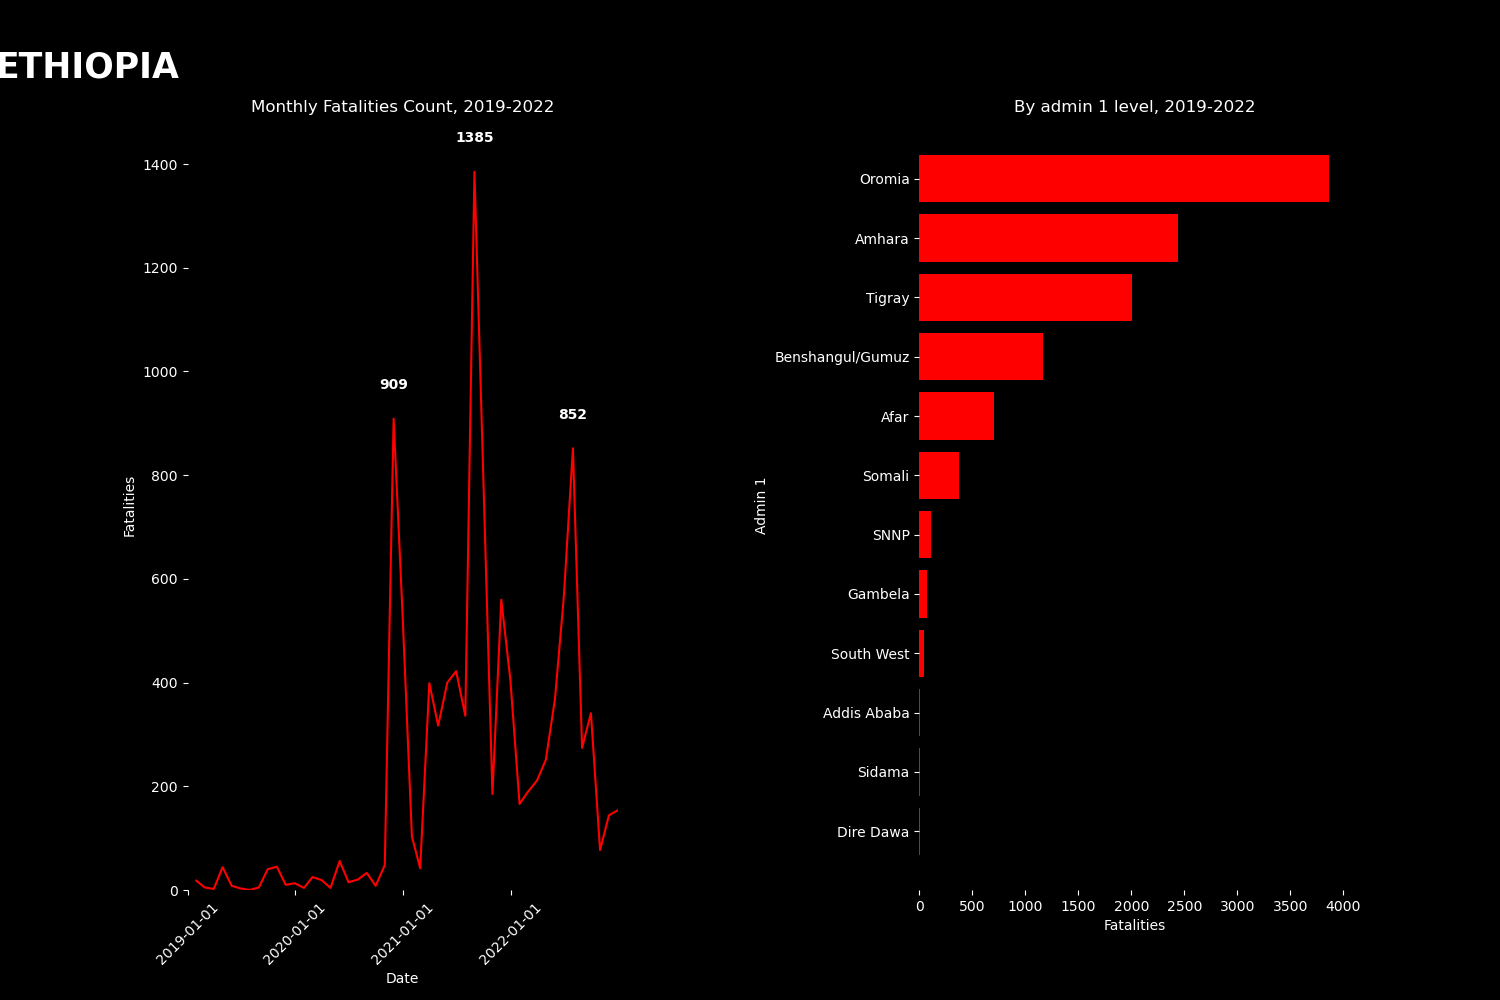 ETHIOPIA
Monthly Fatalities Count, 2019-2022
1385
909
852
1400
1200
1000
800
600
400
200
0
Fatalities
2019-01-01
2020-01-01
2021-01-01
2022-01-01
Date
By admin 1 level, 2019-2022
Admin 1
Oromia
Amhara
Tigray
Benshangul/Gumuz
Afar
Somali
SNNP
Gambela
South West
Addis Ababa
Sidama
Dire Dawa
0 500 1000 1500 2000 2500 3000 3500 4000
Fatalities